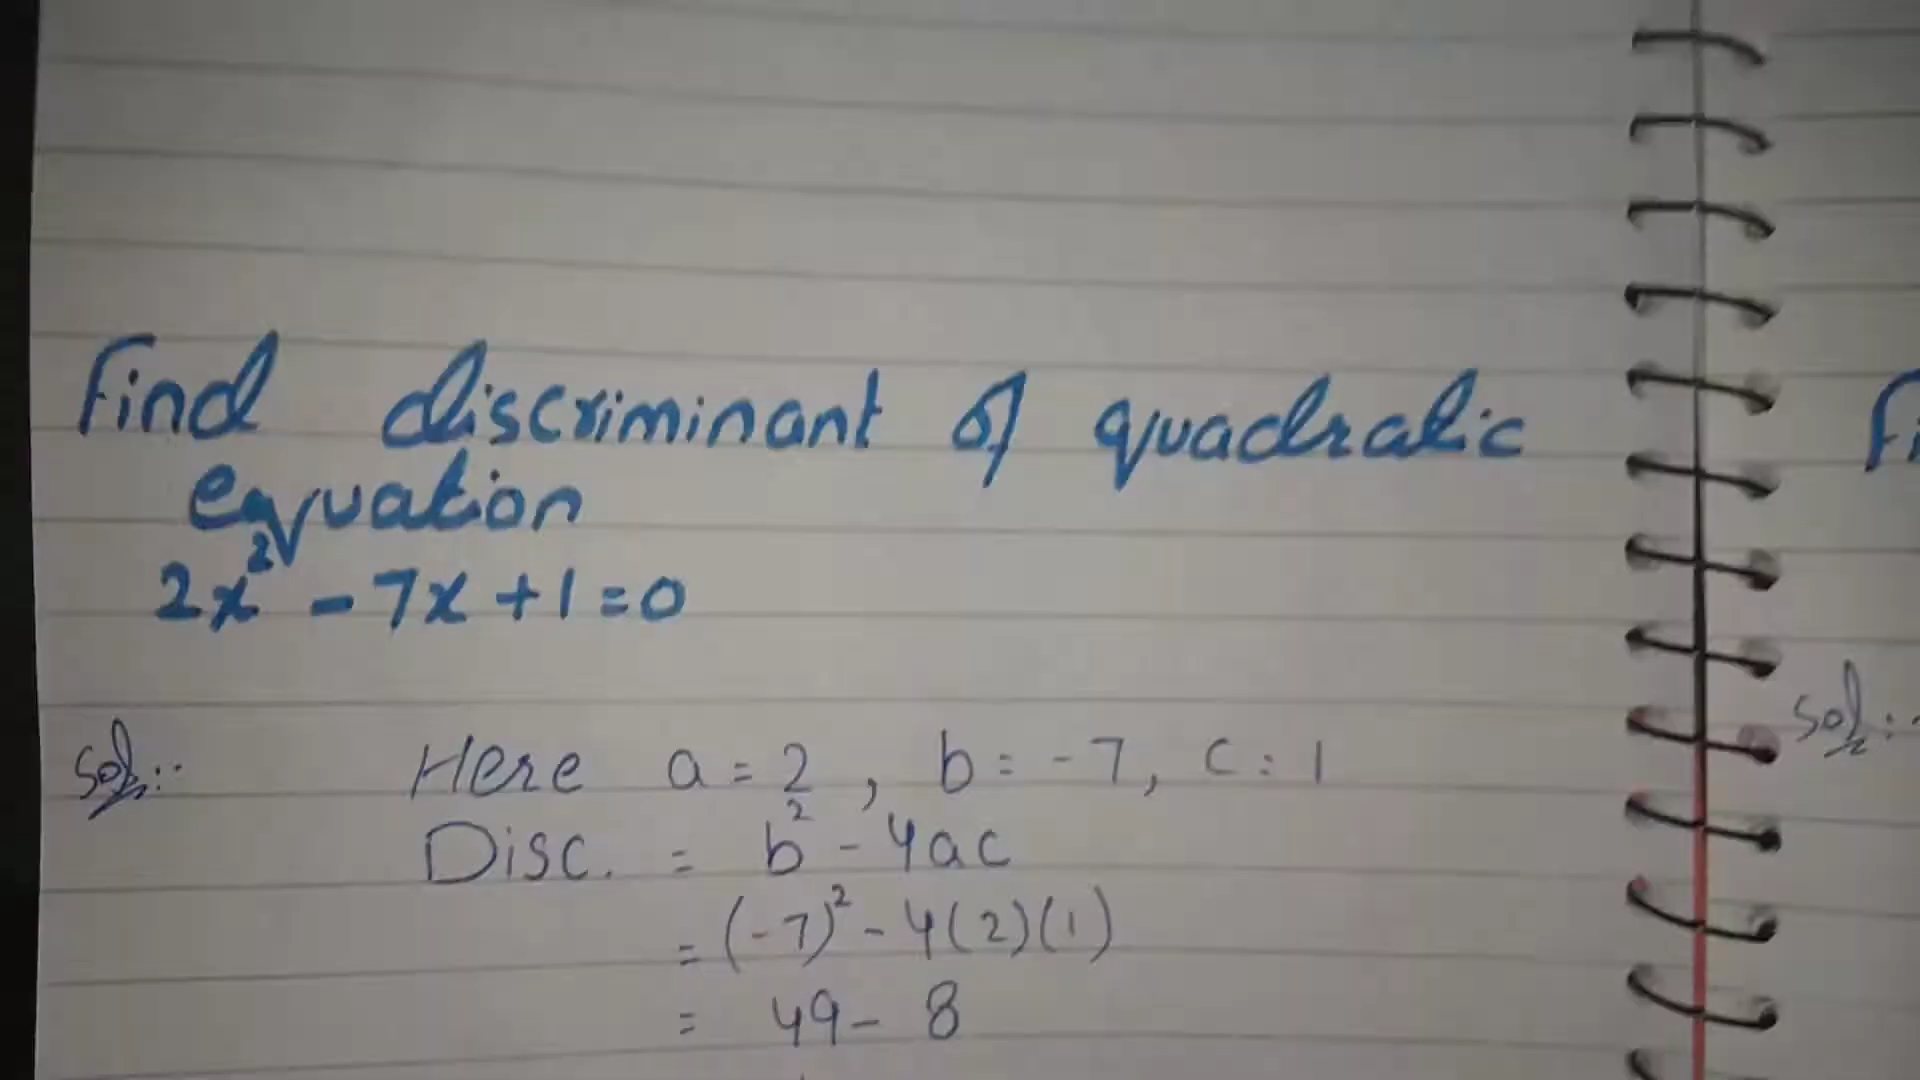 Find discriminant of quadratic
equation
2x² - 7x + 1 = 0
Sol:-
Here a = 2, b = -7, c = 1
Disc. = b² - 4ac
= (-7)² - 4(2)(1)
= 49 - 8
Fi
Sol:-